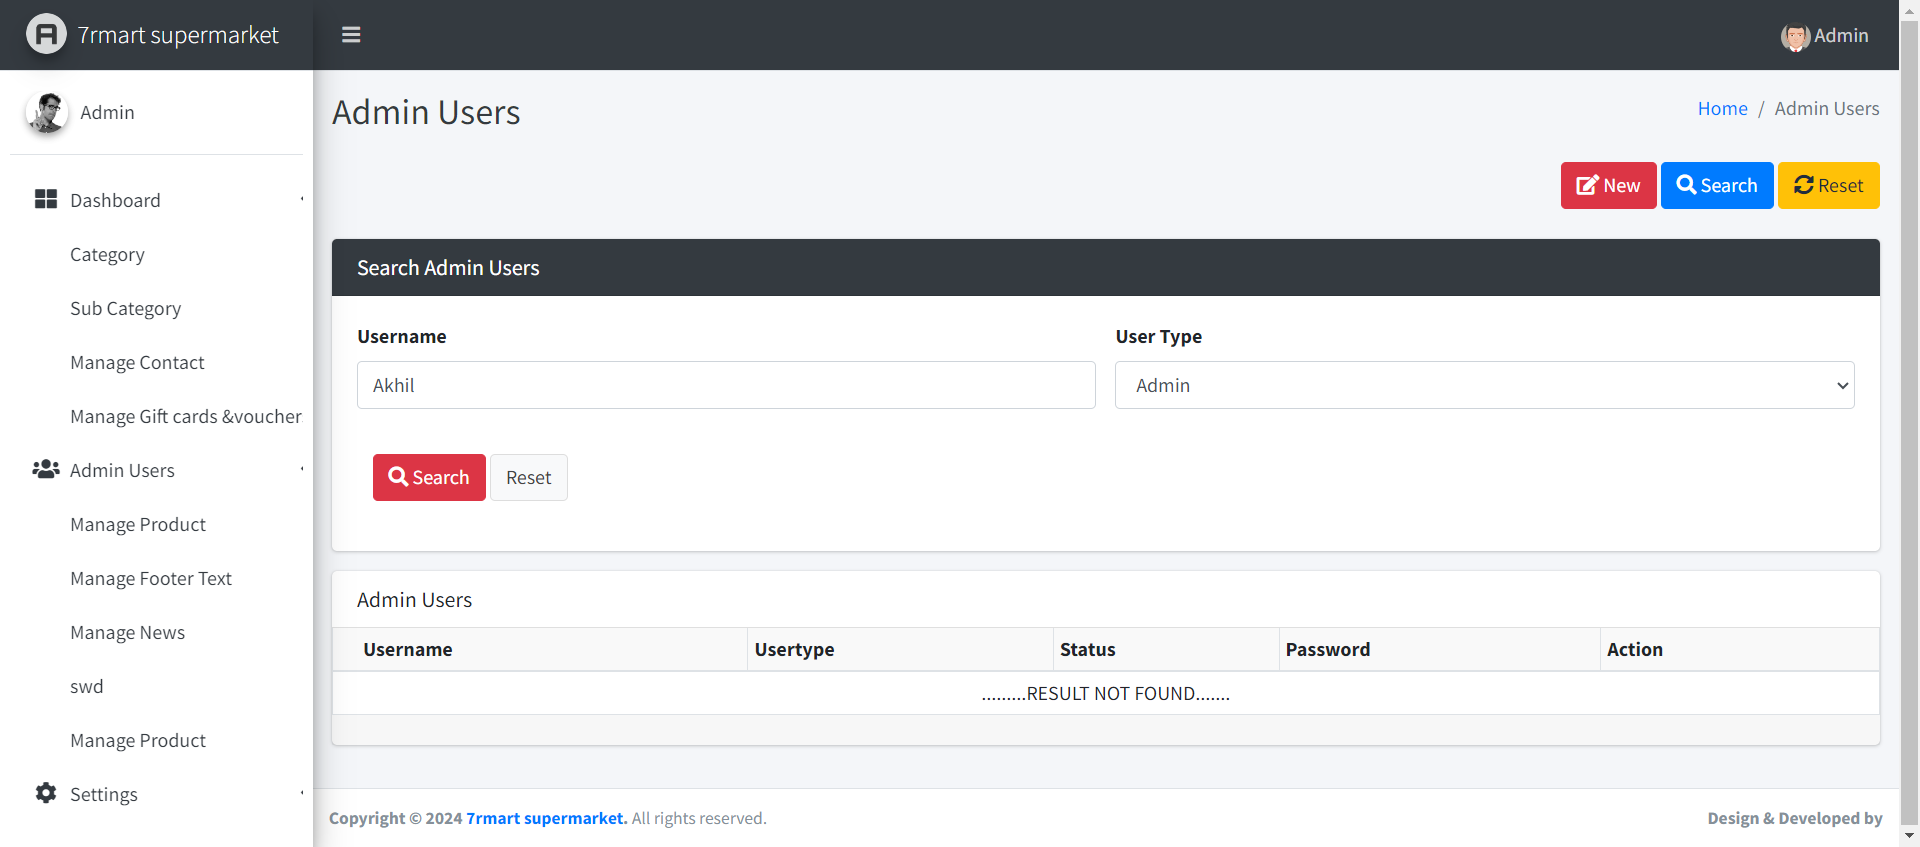 7rmart supermarket
Admin
Admin
Dashboard
Category
Sub Category
Manage Contact
Manage Gift cards &voucher
Admin Users
Manage Product
Manage Footer Text
Manage News
swd
Manage Product
Settings
Admin Users
Home / Admin Users
New Search Reset
Search Admin Users
Username User Type
Akhil Admin
Search Reset
Admin Users
Username Usertype Status Password Action
.........RESULT NOT FOUND.......
Copyright © 2024 7rmart supermarket. All rights reserved. Design & Developed by